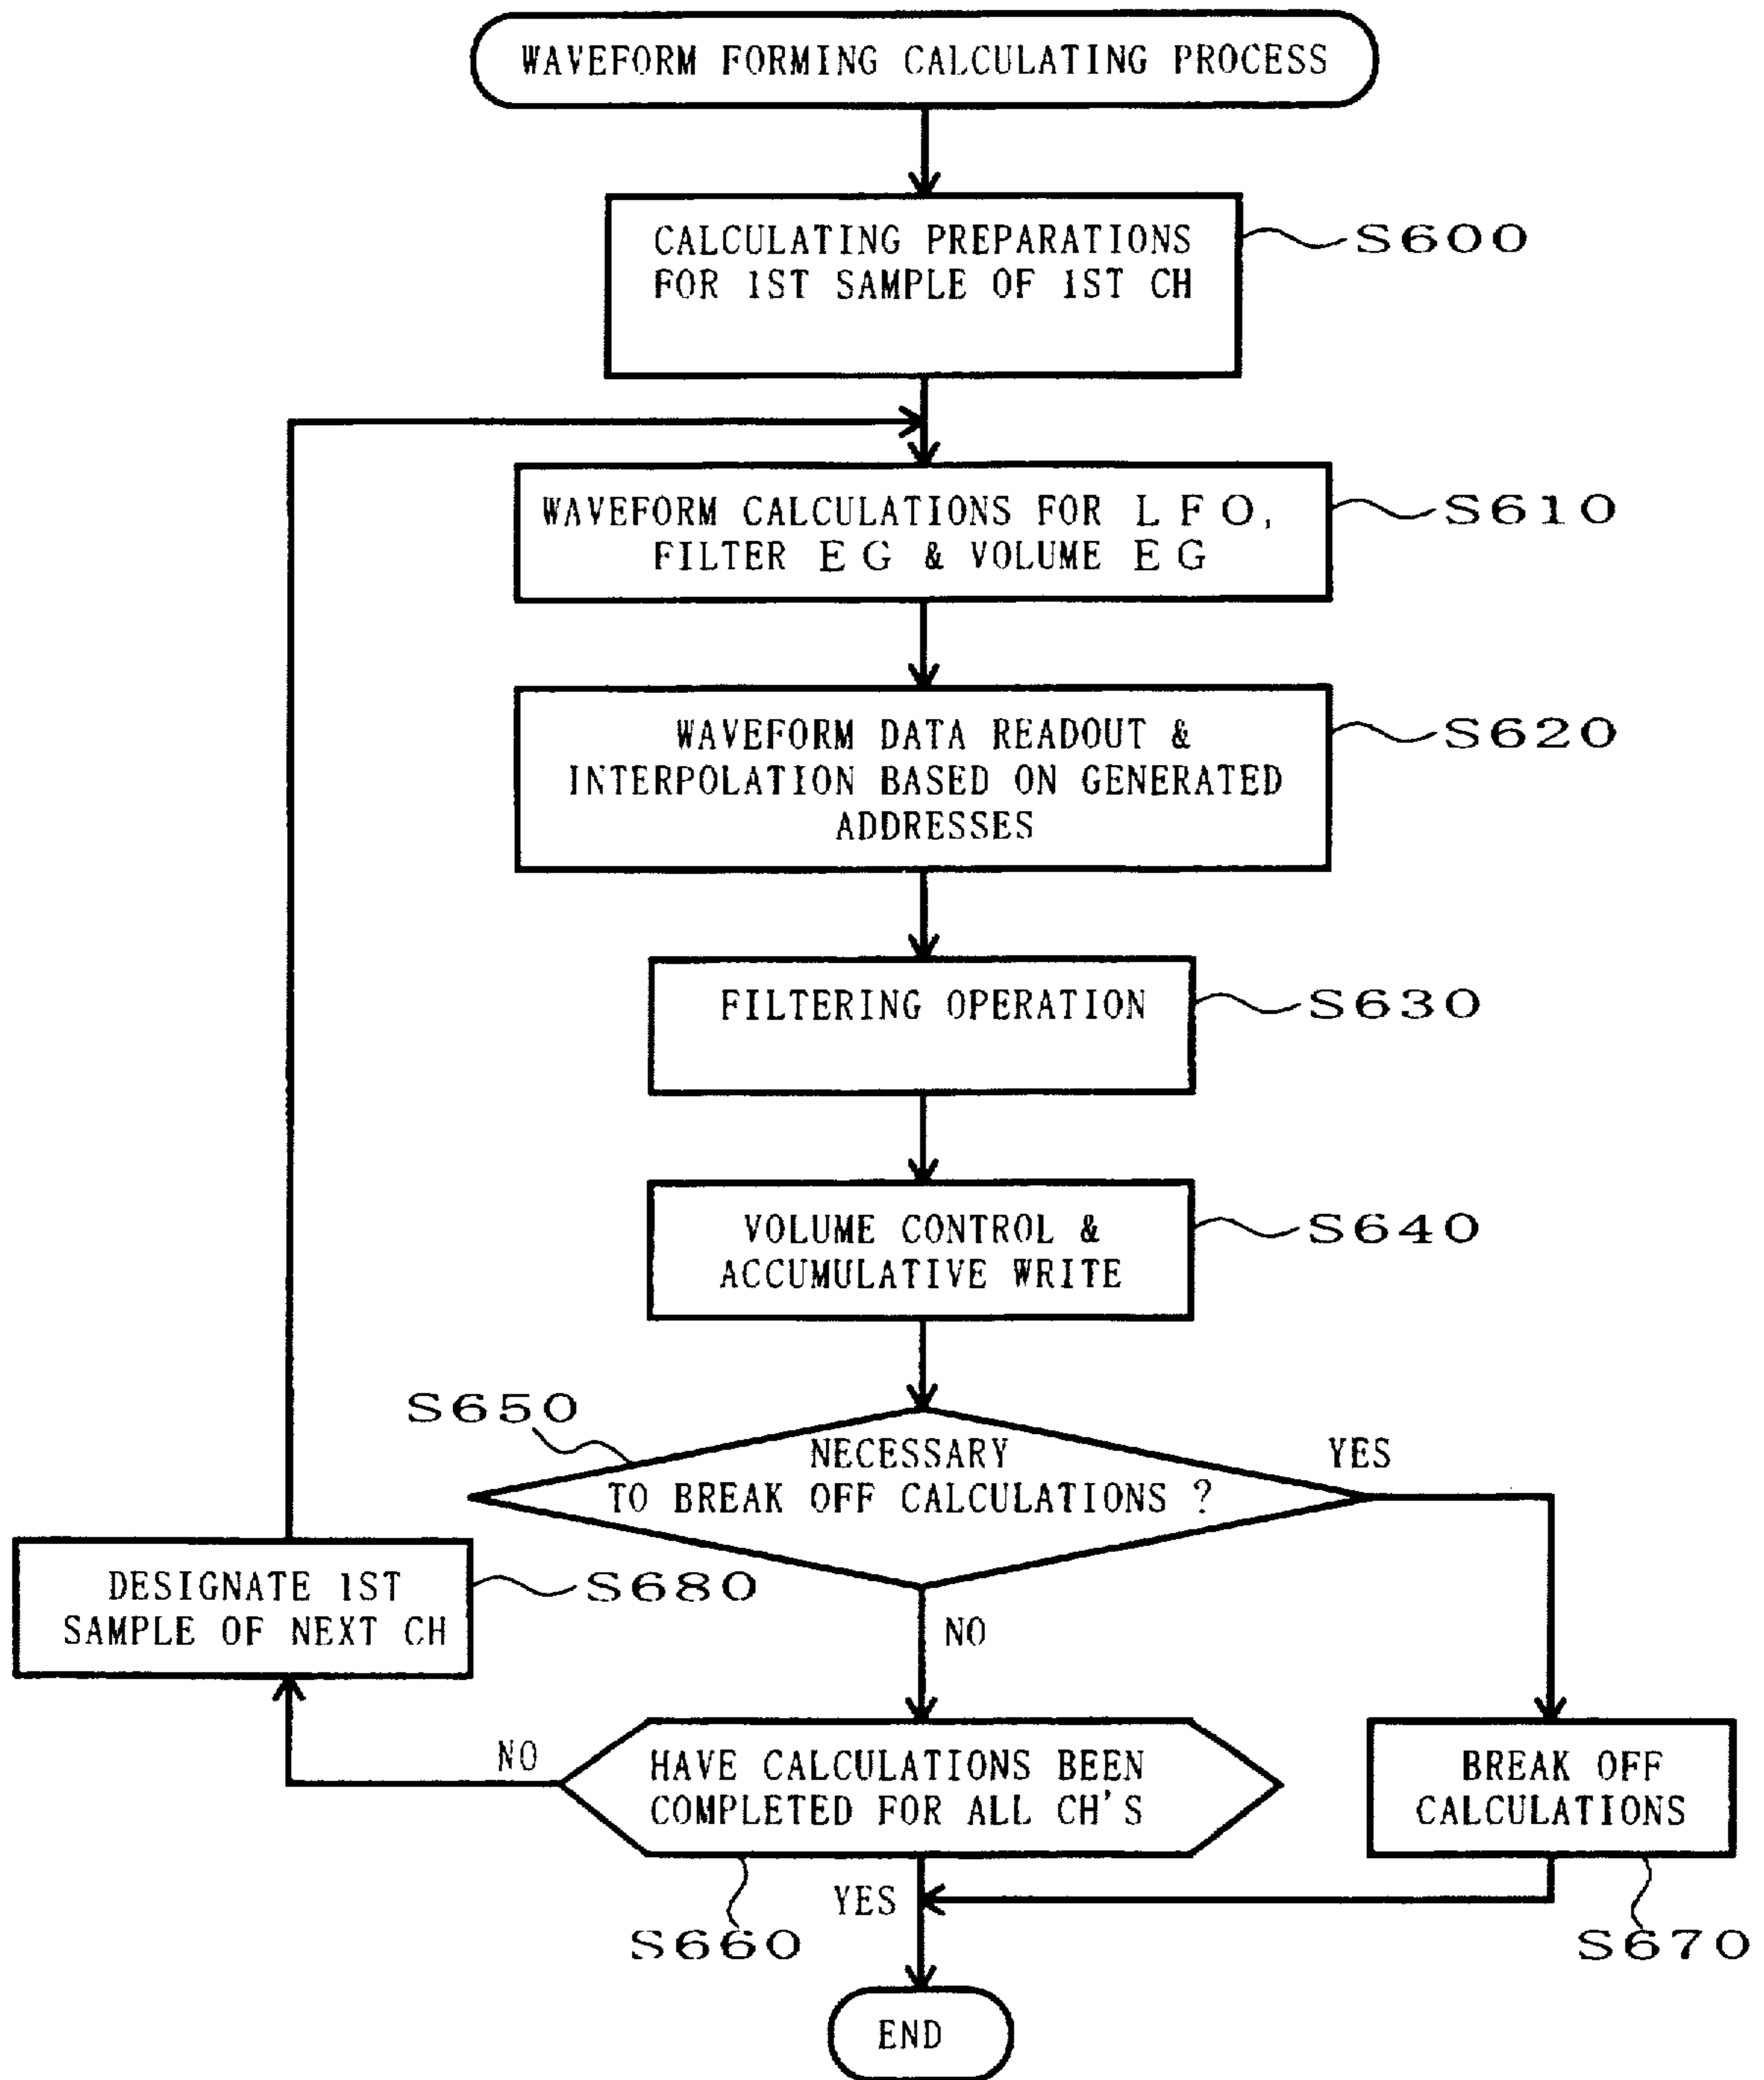 WAVEFORM FORMING CALCULATING PROCESS
CALCULATING PREPARATIONS
FOR 1ST SAMPLE OF 1ST CH
S600
WAVEFORM CALCULATIONS FOR LFO,
FILTER EG & VOLUME EG
S610
WAVEFORM DATA READOUT &
INTERPOLATION BASED ON GENERATED
ADDRESSES
S620
FILTERING OPERATION
S630
VOLUME CONTROL &
ACCUMULATIVE WRITE
S640
S650
NECESSARY
TO BREAK OFF CALCULATIONS ?
YES
NO
DESIGNATE 1ST
SAMPLE OF NEXT CH
S680
NO
HAVE CALCULATIONS BEEN
COMPLETED FOR ALL CH'S
BREAK OFF
CALCULATIONS
YES
S660
S670
END